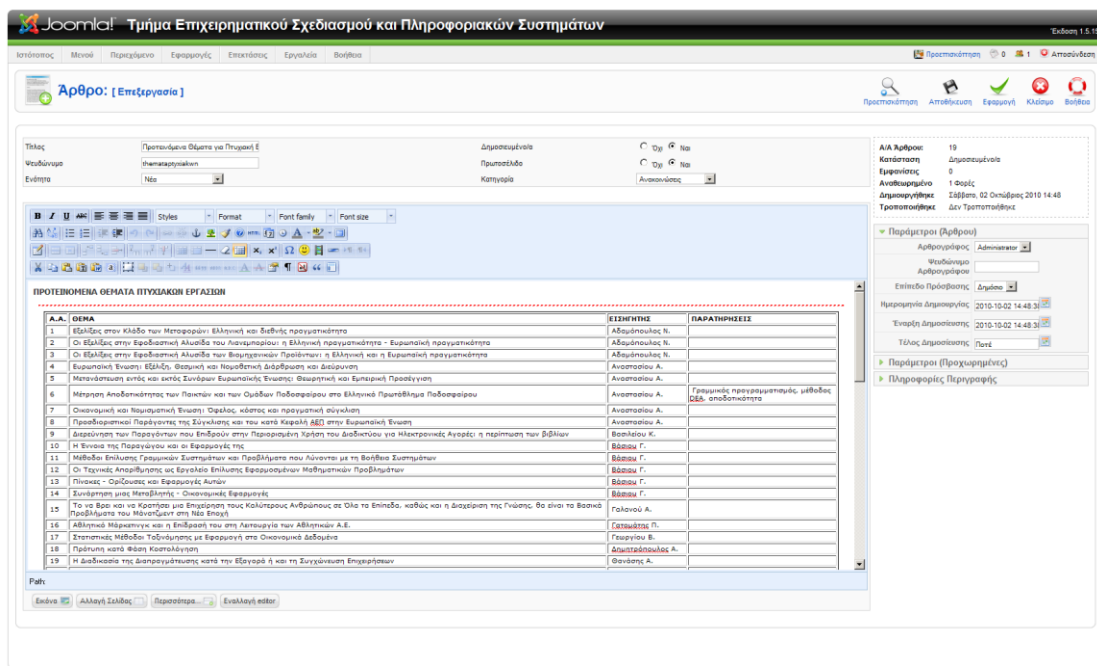 Joomla! Τμήμα Επιχειρηματικού Σχεδιασμού και Πληροφοριακών Συστημάτων
Έκδοση 1.5.15
Ιστότοπος Μενού Περιεχόμενο Εφαρμογές Επεκτάσεις Εργαλεία Βοήθεια Προεπισκόπηση 0 1 Αποσύνδεση
Άρθρο: [ Επεξεργασία ]
Προεπισκόπηση Αποθήκευση Εφαρμογή Κλείσιμο Βοήθεια
Τίτλος Προτεινόμενα Θέματα για Πτυχιακή Ε Δημοσιευμένο/α Όχι Ναι
Ψευδώνυμο themataptyxiakwn Πρωτοσέλιδο Όχι Ναι
Ενότητα Νέα Κατηγορία Ανακοινώσεις
Α/Α Άρθρου: 19
Κατάσταση Δημοσιευμένο/α
Εμφανίσεις 0
Αναθεωρημένο 1 Φορές
Δημιουργήθηκε Σάββατο, 02 Οκτώβριος 2010 14:48
Τροποποιήθηκε Δεν Τροποποιήθηκε
B I U ABC Styles Format Font family Font size
ΠΡΟΤΕΙΝΟΜΕΝΑ ΘΕΜΑΤΑ ΠΤΥΧΙΑΚΩΝ ΕΡΓΑΣΙΩΝ
Α.Α. ΘΕΜΑ ΕΙΣΗΓΗΤΗΣ ΠΑΡΑΤΗΡΗΣΕΙΣ
1 Εξελίξεις στον Κλάδο των Μεταφορών: Ελληνική και διεθνής πραγματικότητα Αδαμόπουλος Ν.
2 Οι Εξελίξεις στην Εφοδιαστική Αλυσίδα του Λιανεμπορίου: η Ελληνική πραγματικότητα - Ευρωπαϊκή πραγματικότητα Αδαμόπουλος Ν.
3 Οι Εξελίξεις στην Εφοδιαστική Αλυσίδα των Βιομηχανικών Προϊόντων: η Ελληνική και η Ευρωπαϊκή πραγματικότητα Αδαμόπουλος Ν.
4 Ευρωπαϊκή Ένωση: Εξέλιξη, Θεσμική και Νομοθετική Διάρθρωση και Διεύρυνση Αναστασίου Α.
5 Μετανάστευση εντός και εκτός Συνόρων Ευρωπαϊκής Ένωσης: Θεωρητική και Εμπειρική Προσέγγιση Αναστασίου Α.
6 Μέτρηση Αποδοτικότητας των Παικτών και των Ομάδων Ποδοσφαίρου στο Ελληνικό Πρωτάθλημα Ποδοσφαίρου Αναστασίου Α. Γραμμικός προγραμματισμός, μέθοδος
DEA, αποδοτικότητα
7 Οικονομική και Νομισματική Ένωση: Όφελος, κόστος και πραγματική σύγκλιση Αναστασίου Α.
8 Προσδιοριστικοί Παράγοντες της Σύγκλισης και του κατά Κεφαλή ΑΕΠ στην Ευρωπαϊκή Ένωση Αναστασίου Α.
9 Διερεύνηση των Παραγόντων που Επιδρούν στην Περιορισμένη Χρήση του Διαδικτύου για Ηλεκτρονικές Αγορές: η περίπτωση των βιβλίων Βασιλείου Κ.
10 Η Έννοια της Παραγώγου και οι Εφαρμογές της Βάσιου Γ.
11 Μέθοδοι Επίλυσης Γραμμικών Συστημάτων και Προβλήματα που Λύνονται με τη Βοήθεια Συστημάτων Βάσιου Γ.
12 Οι Τεχνικές Απαρίθμησης ως Εργαλείο Επίλυσης Εφαρμοσμένων Μαθηματικών Προβλημάτων Βάσιου Γ.
13 Πίνακες - Ορίζουσες και Εφαρμογές Αυτών Βάσιου Γ.
14 Συνάρτηση μιας Μεταβλητής - Οικονομικές Εφαρμογές Βάσιου Γ.
15 Το να Βρει και να Κρατήσει μια Επιχείρηση τους Καλύτερους Ανθρώπους σε Όλα τα Επίπεδα, καθώς και η Διαχείριση της Γνώσης, θα είναι τα Βασικά
Προβλήματα του Μάνατζμεντ στη Νέα Εποχή Γαλανού Α.
16 Αθλητικό Μάρκετινγκ και η Επίδρασή του στη Λειτουργία των Αθλητικών Α.Ε. Γατομάτης Π.
17 Στατιστικές Μέθοδοι Ταξινόμησης με Εφαρμογή στα Οικονομικά Δεδομένα Γεωργίου Β.
18 Πρότυπη κατά Φάση Κοστολόγηση Δημητρόπουλος Α.
19 Η Διαδικασία της Διαπραγμάτευσης κατά την Εξαγορά ή και τη Συγχώνευση Επιχειρήσεων Θανάσης Α.
Path:
Εικόνα Αλλαγή Σελίδας Περισσότερα... Εναλλαγή editor
Παράμετροι (Άρθρου)
Αρθρογράφος Administrator
Ψευδώνυμο
Αρθρογράφου
Επίπεδο Πρόσβασης Δημόσιο
Ημερομηνία Δημιουργίας 2010-10-02 14:48:38
Έναρξη Δημοσίευσης 2010-10-02 14:48:38
Τέλος Δημοσίευσης Ποτέ
Παράμετροι (Προχωρημένες)
Πληροφορίες Περιγραφής